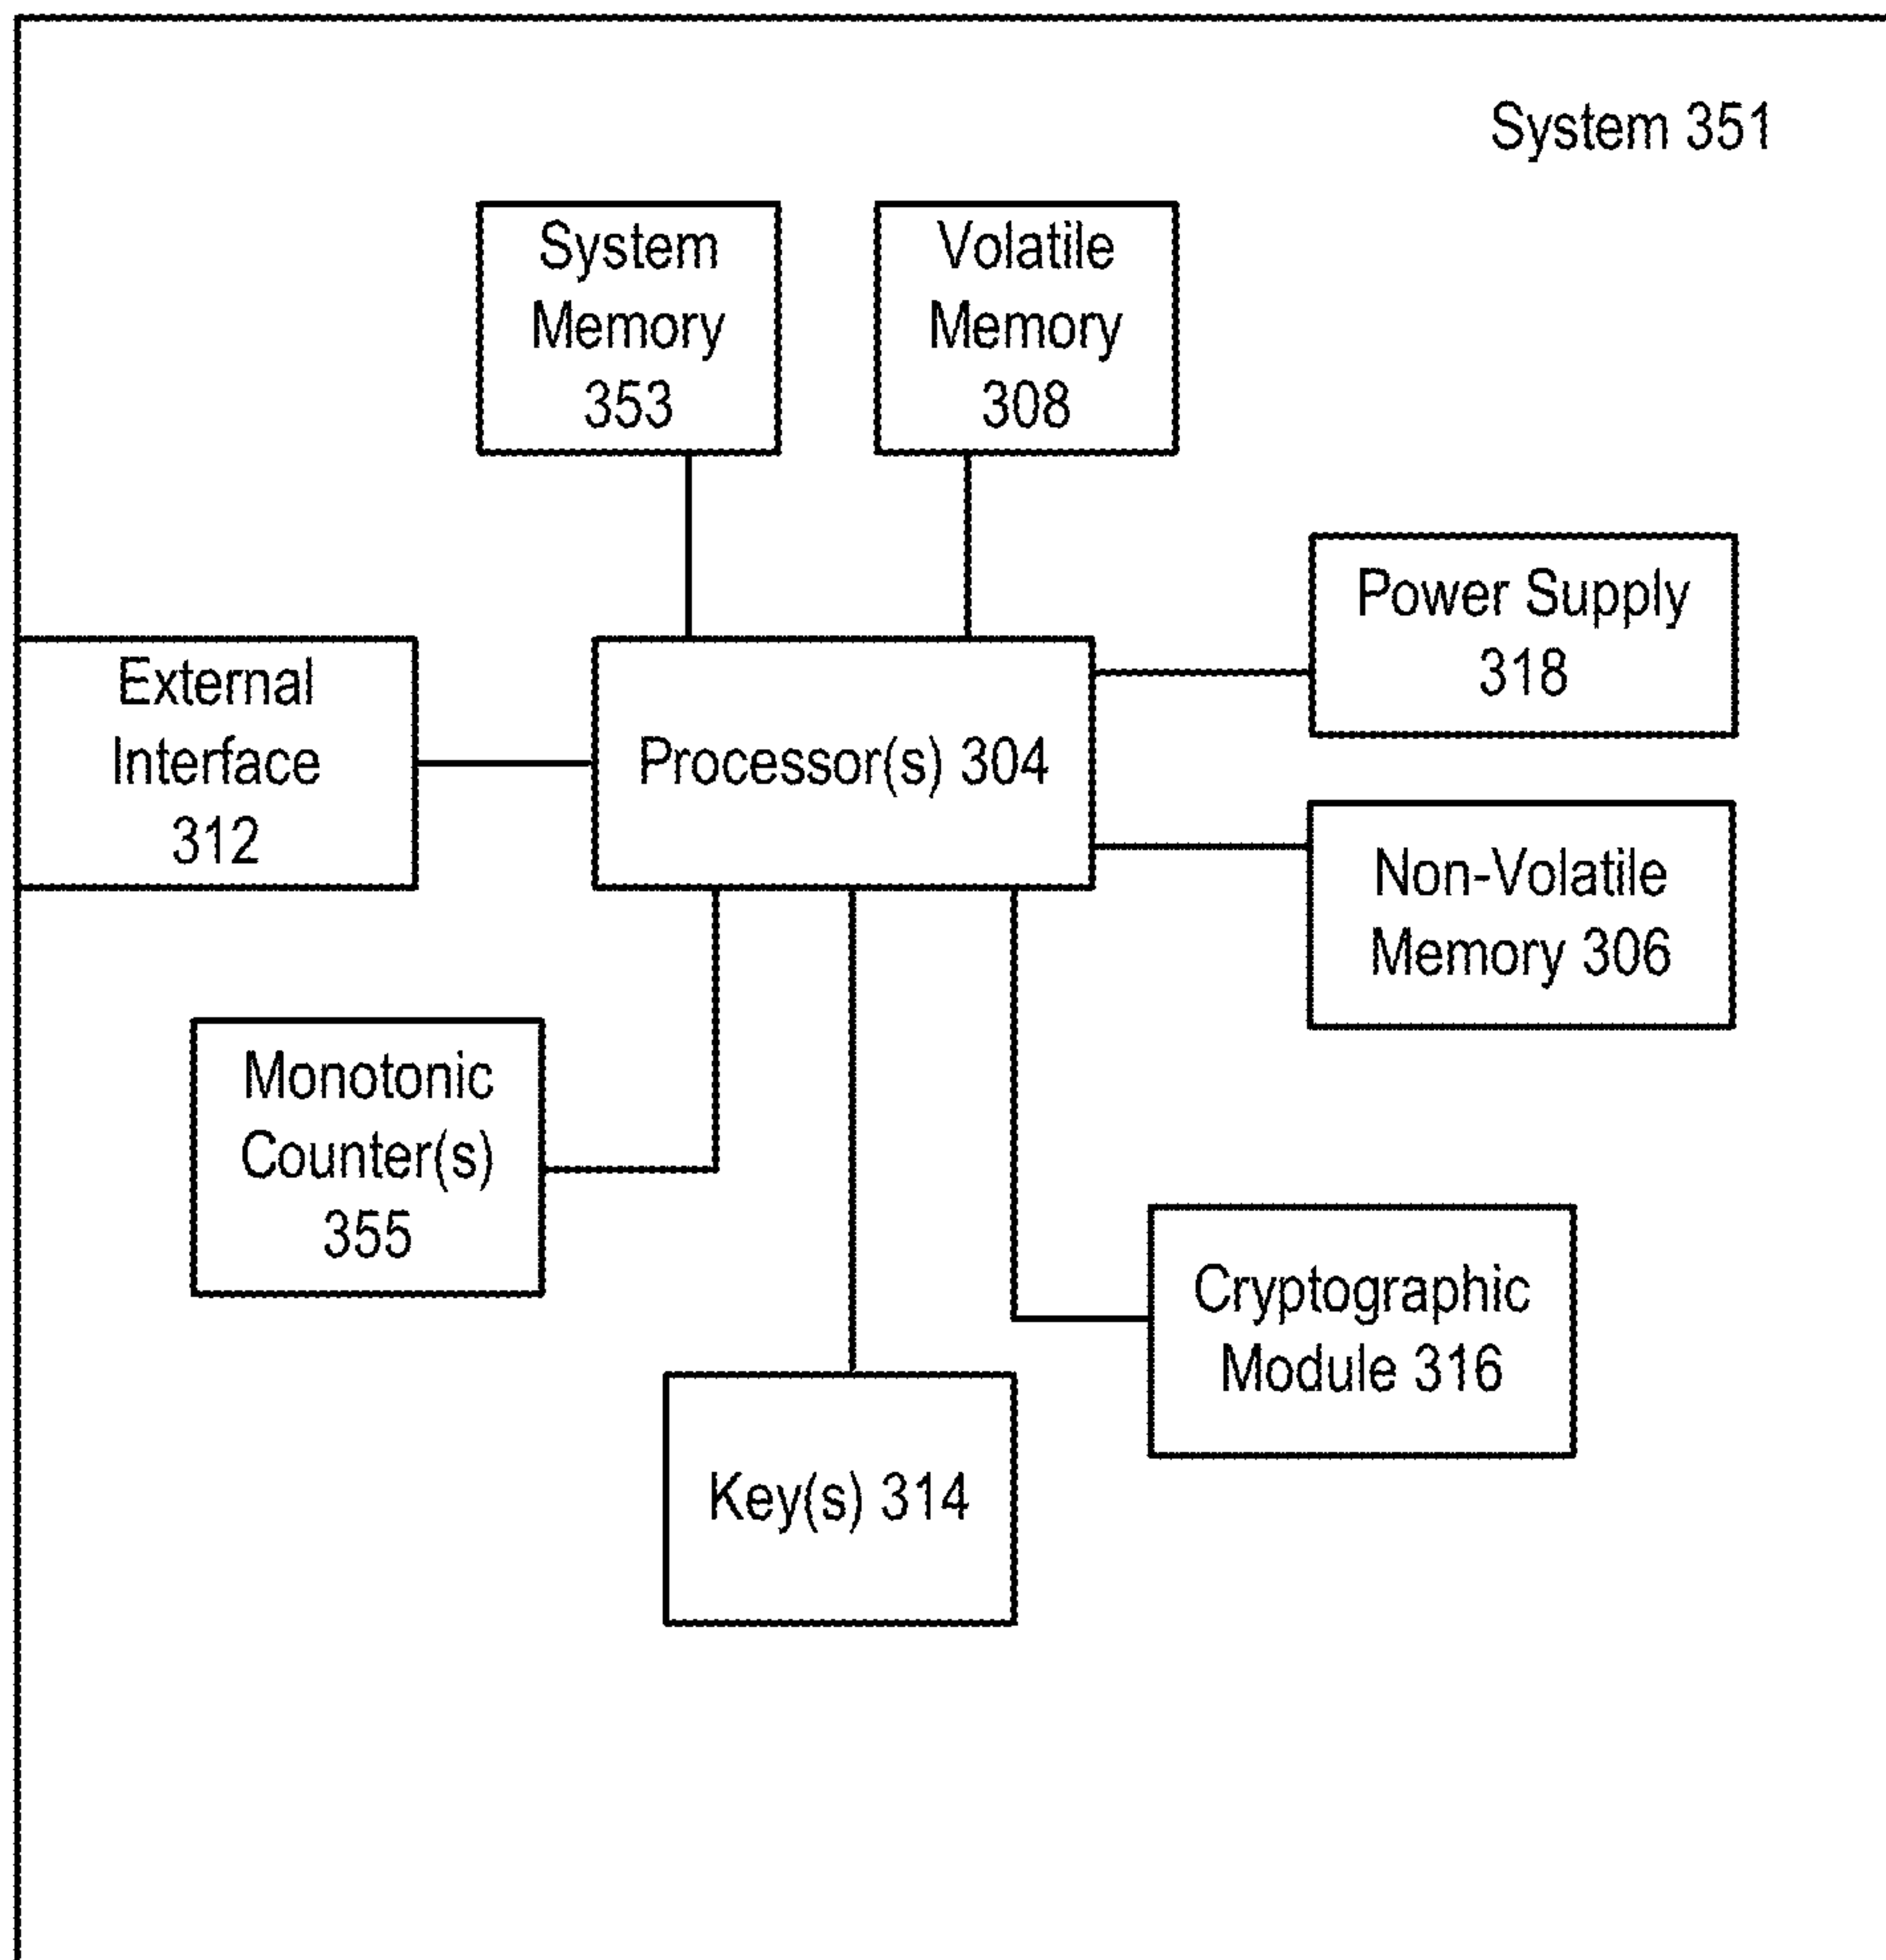 System 351
System
Memory
353
Volatile
Memory
308
Power Supply
318
External
Interface
312
Processor(s) 304
Non-Volatile
Memory 306
Monotonic
Counter(s)
355
Cryptographic
Module 316
Key(s) 314